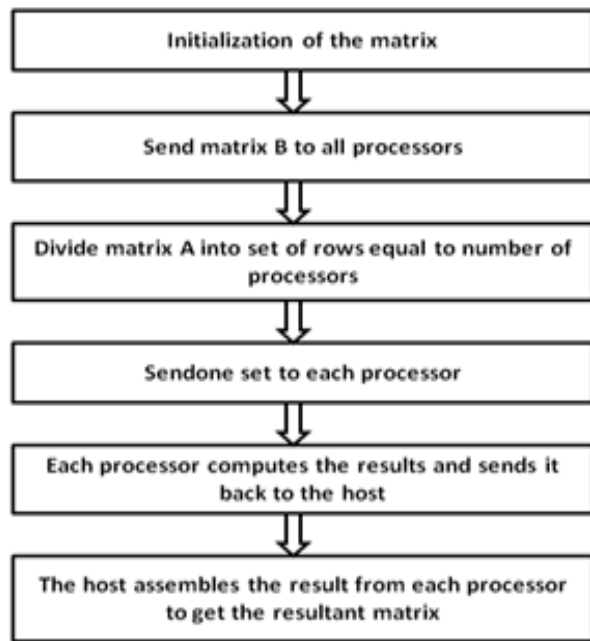 Initialization of the matrix
Send matrix B to all processors
Divide matrix A into set of rows equal to number of
processors
Sendone set to each processor
Each processor computes the results and sends it
back to the host
The host assembles the result from each processor
to get the resultant matrix